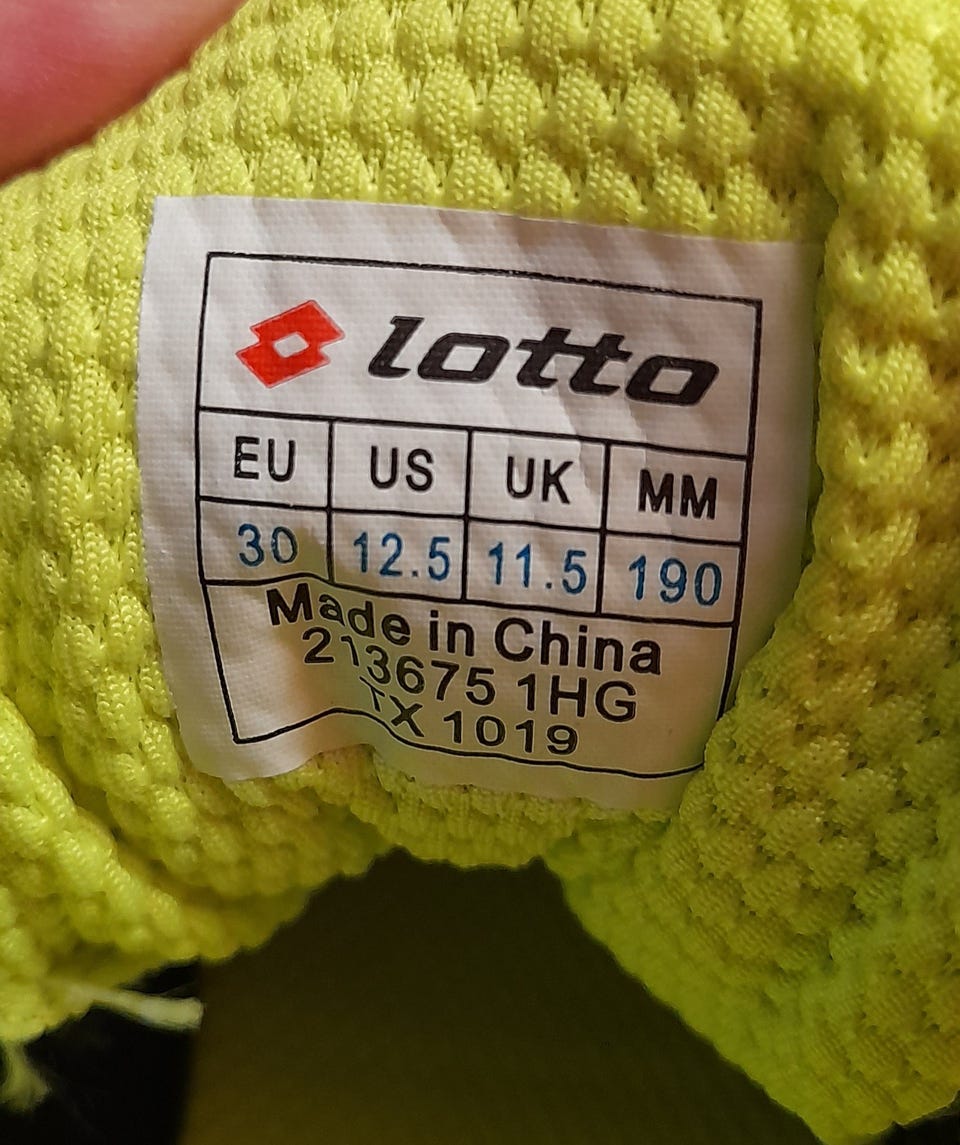 lotto
EU US UK MM
30 12.5 11.5 190
Made in China
213675 1HG
TX 1019